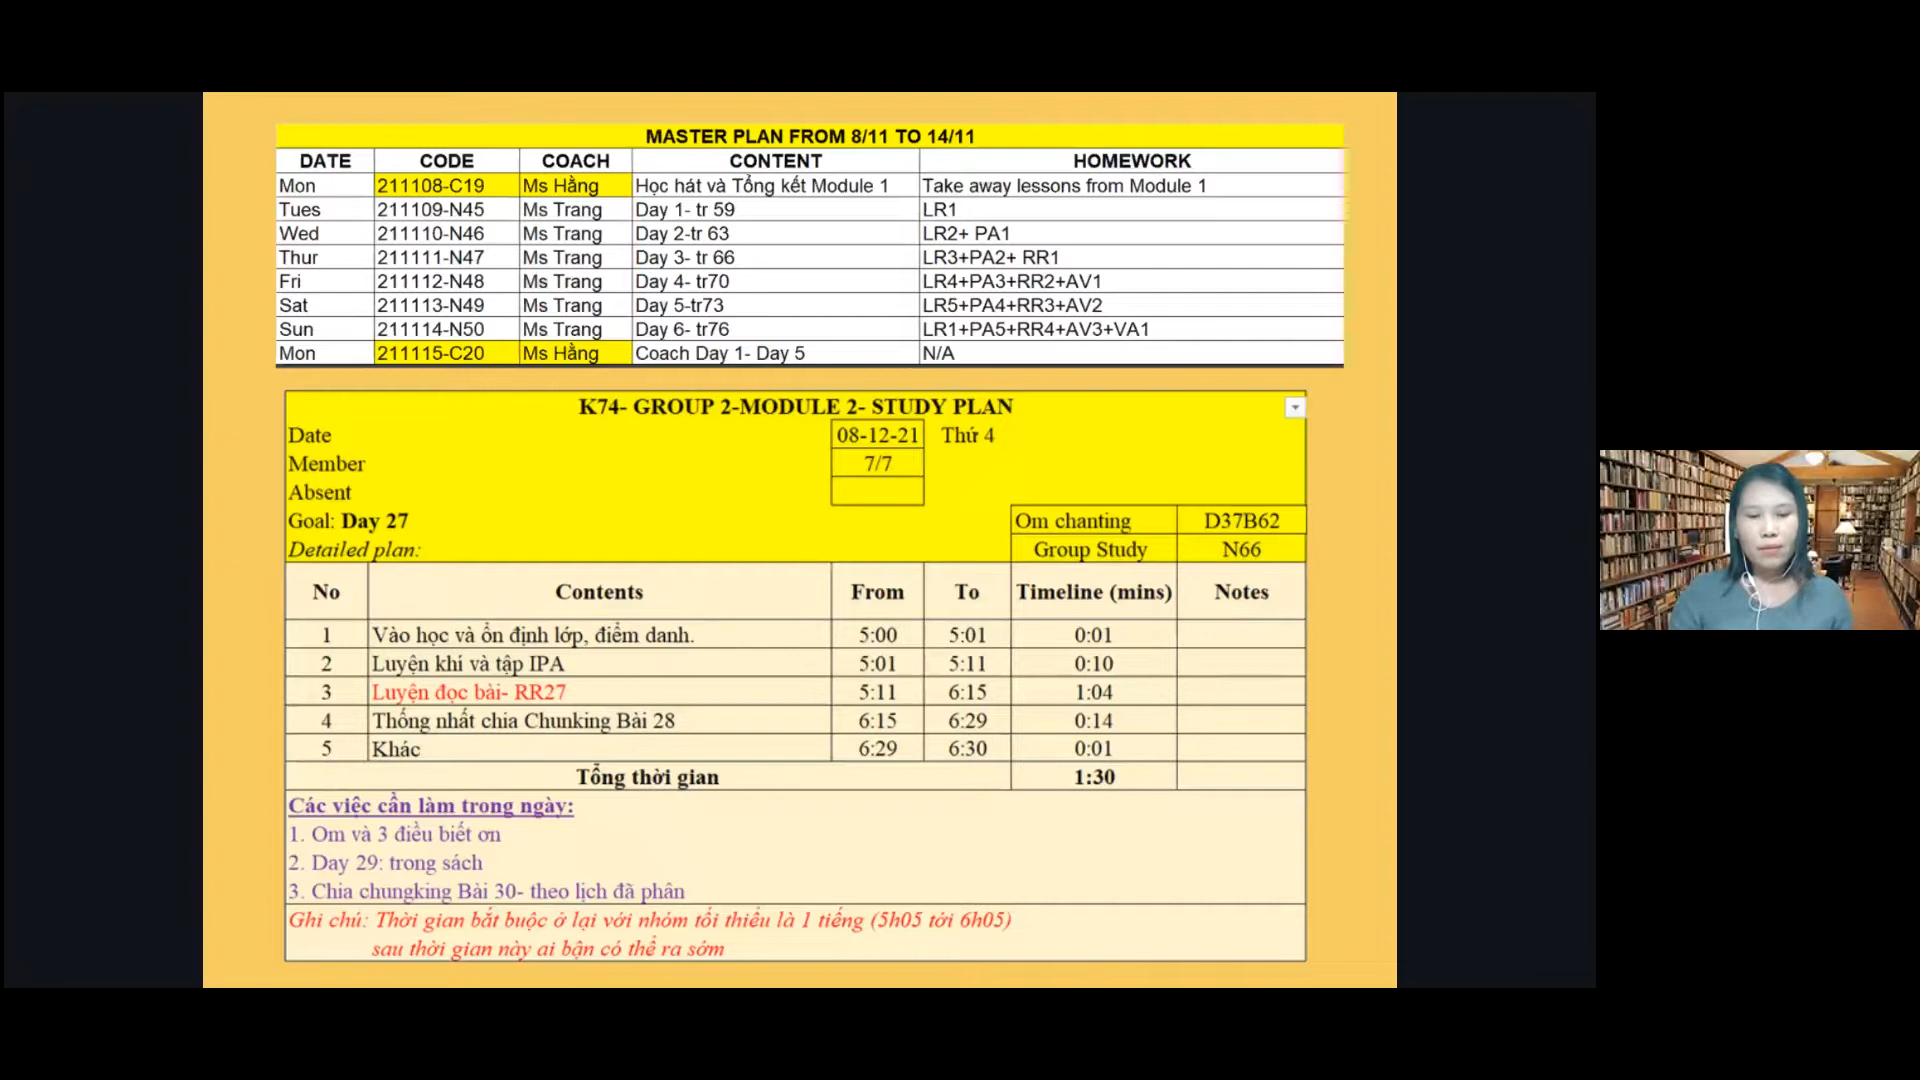 MASTER PLAN FROM 8/11 TO 14/11
DATE CODE COACH CONTENT HOMEWORK
Mon 211108-C19 Ms Hằng Học hát và Tổng kết Module 1 Take away lessons from Module 1
Tues 211109-N45 Ms Trang Day 1- tr 59 LR1
Wed 211110-N46 Ms Trang Day 2-tr 63 LR2+ PA1
Thur 211111-N47 Ms Trang Day 3- tr 66 LR3+PA2+ RR1
Fri 211112-N48 Ms Trang Day 4- tr70 LR4+PA3+RR2+AV1
Sat 211113-N49 Ms Trang Day 5-tr73 LR5+PA4+RR3+AV2
Sun 211114-N50 Ms Trang Day 6- tr76 LR1+PA5+RR4+AV3+VA1
Mon 211115-C20 Ms Hằng Coach Day 1- Day 5 N/A
K74- GROUP 2-MODULE 2- STUDY PLAN
Date 08-12-21 Thứ 4
Member 7/7
Absent
Goal: Day 27 Om chanting D37B62
Detailed plan: Group Study N66
No Contents From To Timeline (mins) Notes
1 Vào học và ổn định lớp, điểm danh. 5:00 5:01 0:01
2 Luyện khí và tập IPA 5:01 5:11 0:10
3 Luyện đọc bài- RR27 5:11 6:15 1:04
4 Thống nhất chia Chunking Bài 28 6:15 6:29 0:14
5 Khác 6:29 6:30 0:01
Tổng thời gian 1:30
Các việc cần làm trong ngày:
1. Om và 3 điều biết ơn
2. Day 29: trong sách
3. Chia chungking Bài 30- theo lịch đã phân
Ghi chú: Thời gian bắt buộc ở lại với nhóm tối thiểu là 1 tiếng (5h05 tới 6h05)
sau thời gian này ai bận có thể ra sớm